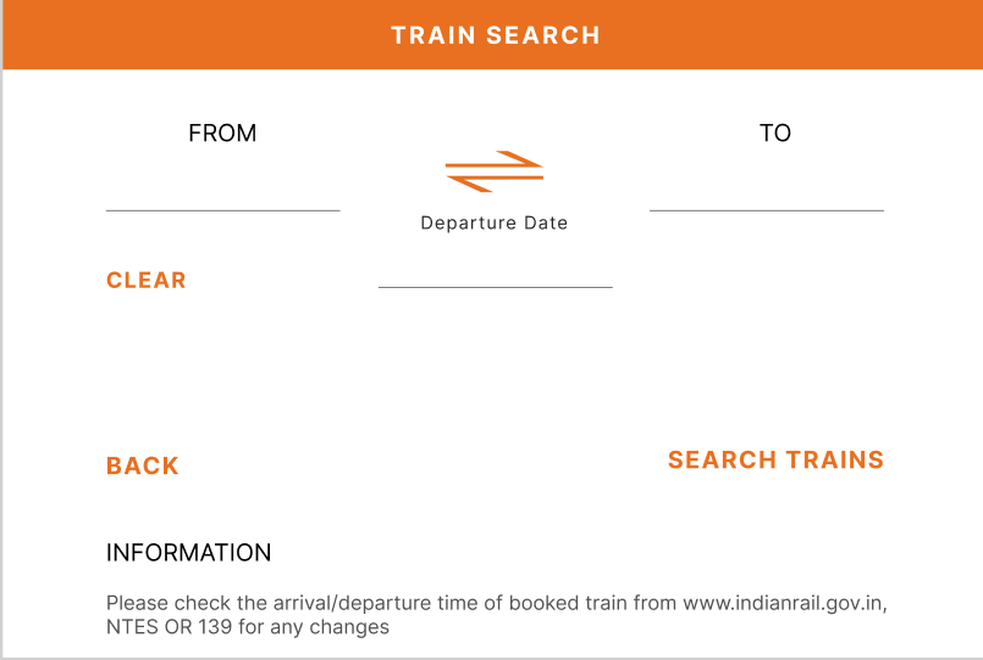 TRAIN SEARCH
FROM
TO
Departure Date
CLEAR
BACK
SEARCH TRAINS
INFORMATION
Please check the arrival/departure time of booked train from www.indianrail.gov.in,
NTES OR 139 for any changes